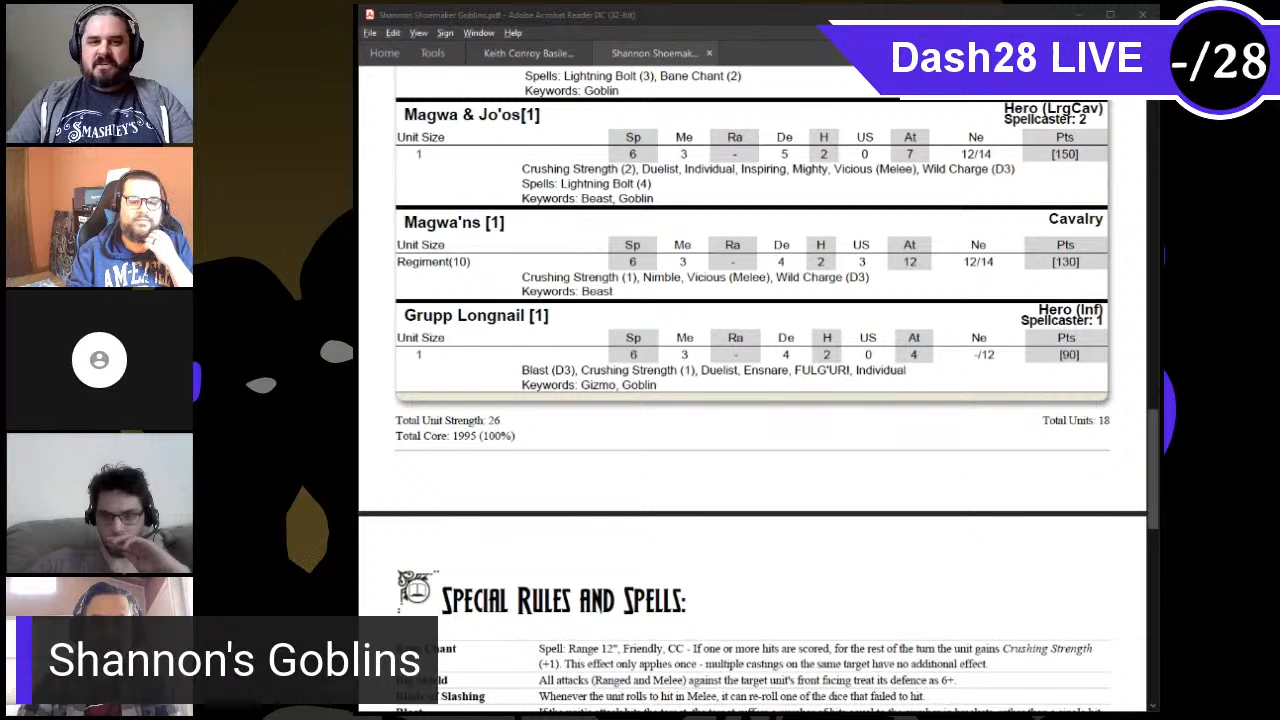 Shannon Shoemaker Goblins.pdf - Adobe Acrobat Reader DC (32-bit)
File Edit View Sign Window Help
Home Tools Keith Conroy Basile... Shannon Shoemak... ×
Dash28 LIVE
-/28
SMASHLEY'S
Spells: Lightning Bolt (3), Bane Chant (2)
Keywords: Goblin
Magwa & Jo'os[1] Hero (LrgCav)
Spellcaster: 2
Unit Size Sp Me Ra De H US At Ne Pts
1 6 3 - 5 2 0 7 12/14 [150]
Crushing Strength (2), Duelist, Individual, Inspiring, Mighty, Vicious (Melee), Wild Charge (D3)
Spells: Lightning Bolt (4)
Keywords: Beast, Goblin
Magwa'ns [1] Cavalry
Unit Size Sp Me Ra De H US At Ne Pts
Regiment(10) 6 3 - 4 2 3 12 12/14 [130]
Crushing Strength (1), Nimble, Vicious (Melee), Wild Charge (D3)
Keywords: Beast
Grupp Longnail [1] Hero (Inf)
Spellcaster: 1
Unit Size Sp Me Ra De H US At Ne Pts
1 6 3 - 4 2 0 4 -/12 [90]
Blast (D3), Crushing Strength (1), Duelist, Ensnare, FULG'UR!, Individual
Keywords: Gizmo, Goblin
Total Unit Strength: 26 Total Units: 18
Total Core: 1995 (100%)
SPECIAL RULES AND SPELLS:
Chant Spell: Range 12", Friendly, CC - If one or more hits are scored, for the rest of the turn the unit gains Crushing Strength
(+1). This effect only applies once - multiple castings on the same target have no additional effect.
All attacks (Ranged and Melee) against the target unit's front facing treat its defence as 6+.
Slashing Whenever the unit rolls to hit in Melee, it can re-roll one of the dice that failed to hit.
Shannon's Goblins